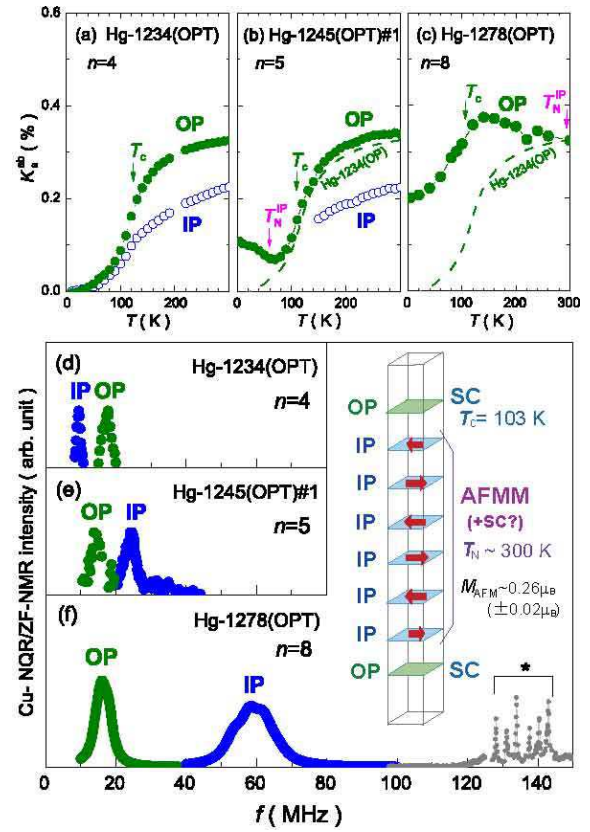 (a) Hg-1234(OPT)
n=4
T_c
OP
IP
K_s^ab ( % )
0.6
0.4
0.2
0.0
100
200
T ( K )
(b) Hg-1245(OPT)#1
n=5
OP
T_c
Hg-1234(OP)
T_N^IP
IP
100
200
T ( K )
(c) Hg-1278(OPT)
n=8
T_c
OP
T_N^IP
Hg-1234(OP)
0
100
200
300
T ( K )
Cu- NQR/ZF-NMR intensity ( arb. unit )
(d)
Hg-1234(OPT)
IP OP
n=4
(e)
Hg-1245(OPT)#1
OP IP
n=5
(f)
Hg-1278(OPT)
n=8
OP
IP
OP
SC
T_c= 103 K
IP
IP
IP
IP
IP
IP
AFMM
(+SC?)
T_N ~ 300 K
M_AFM~0.26μ_B
(±0.02μ_B)
OP
SC
*
0
20
40
60
80
100
120
140
f ( MHz )